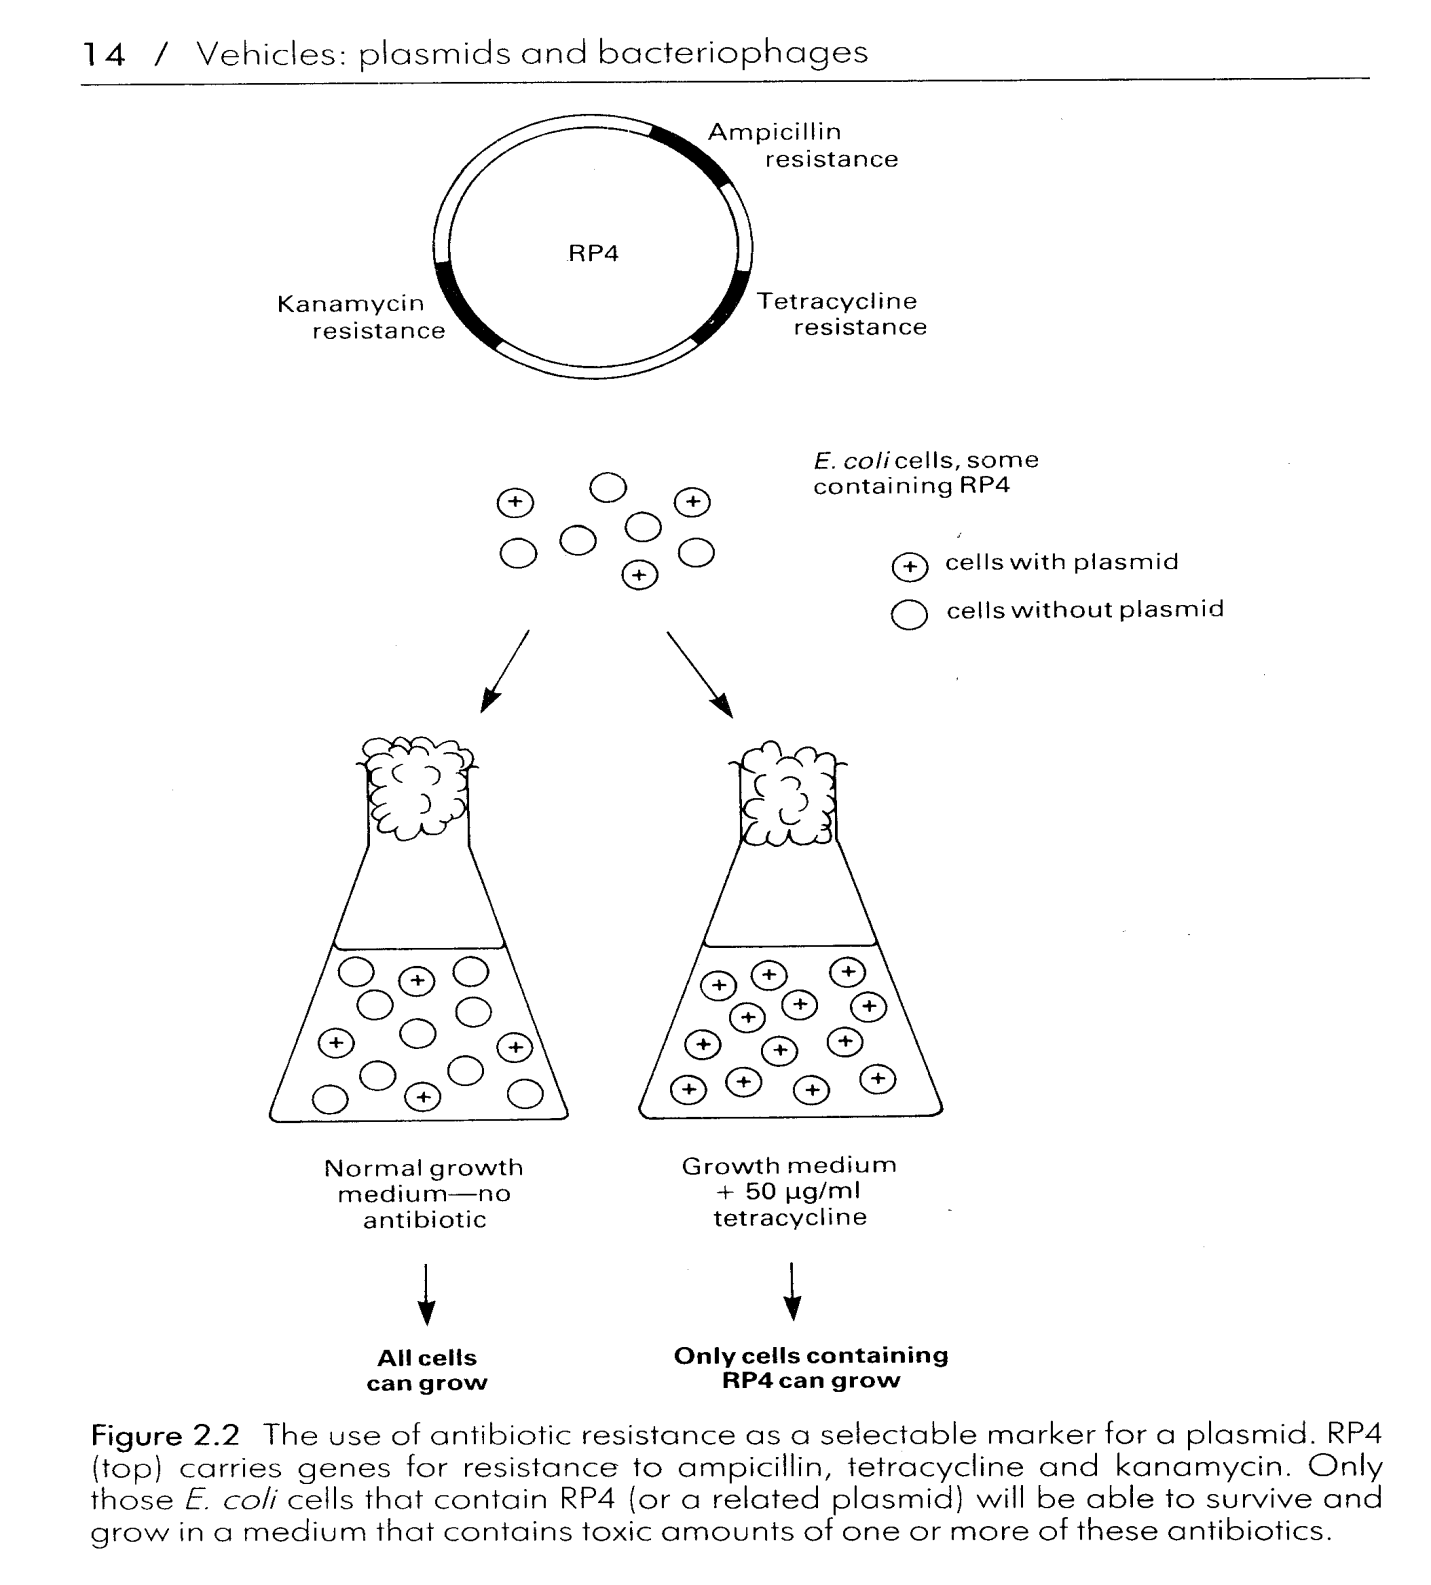 14 / Vehicles: plasmids and bacteriophages
Ampicillin
resistance
RP4
Kanamycin
resistance
Tetracycline
resistance
E. coli cells, some
containing RP4
+ cells with plasmid
cells without plasmid
Normal growth
medium—no
antibiotic
Growth medium
+ 50 µg/ml
tetracycline
All cells
can grow
Only cells containing
RP4 can grow
Figure 2.2 The use of antibiotic resistance as a selectable marker for a plasmid. RP4
(top) carries genes for resistance to ampicillin, tetracycline and kanamycin. Only
those E. coli cells that contain RP4 (or a related plasmid) will be able to survive and
grow in a medium that contains toxic amounts of one or more of these antibiotics.